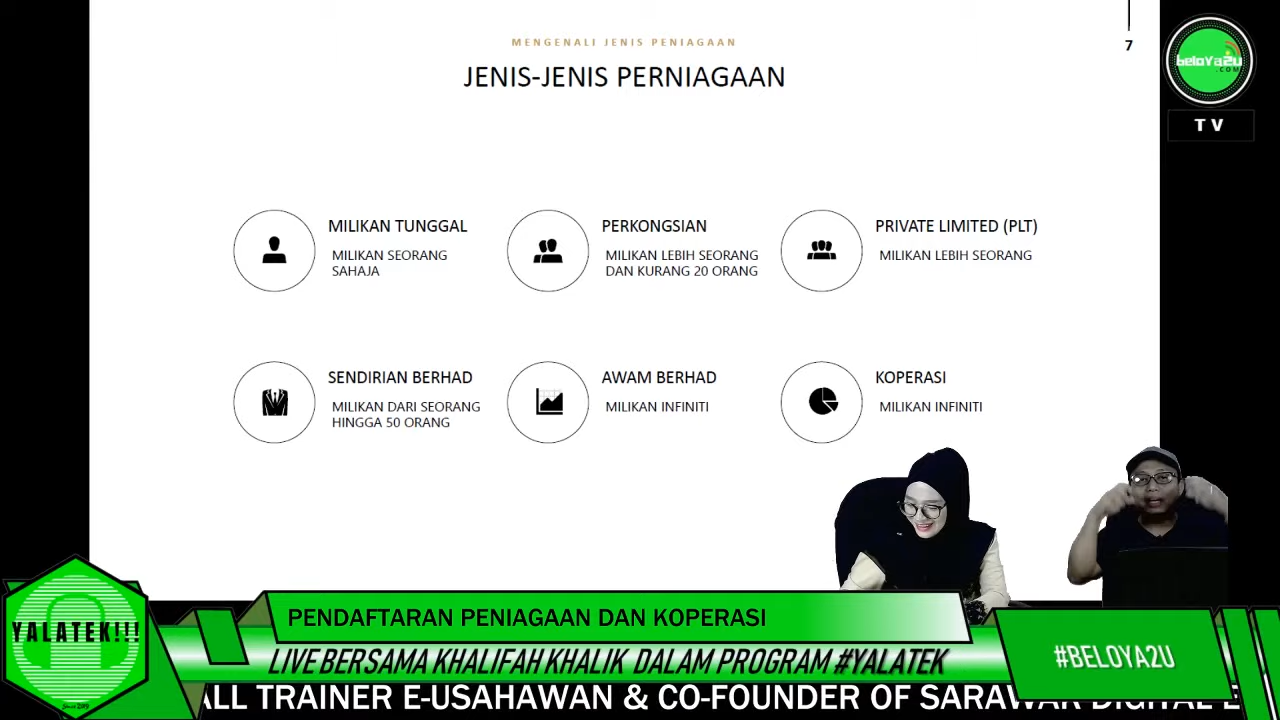 MENGENALI JENIS PENIAGAAN
7
JENIS-JENIS PERNIAGAAN
beloya2u
.COM
TV
MILIKAN TUNGGAL
MILIKAN SEORANG
SAHAJA
PERKONGSIAN
MILIKAN LEBIH SEORANG
DAN KURANG 20 ORANG
PRIVATE LIMITED (PLT)
MILIKAN LEBIH SEORANG
SENDIRIAN BERHAD
MILIKAN DARI SEORANG
HINGGA 50 ORANG
AWAM BERHAD
MILIKAN INFINITI
KOPERASI
MILIKAN INFINITI
YALATEK!!!
PENDAFTARAN PENIAGAAN DAN KOPERASI
LIVE BERSAMA KHALIFAH KHALIK DALAM PROGRAM #YALATEK
#BELOYA2U
ALL TRAINER E-USAHAWAN & CO-FOUNDER OF SARAWAK DIGITAL E